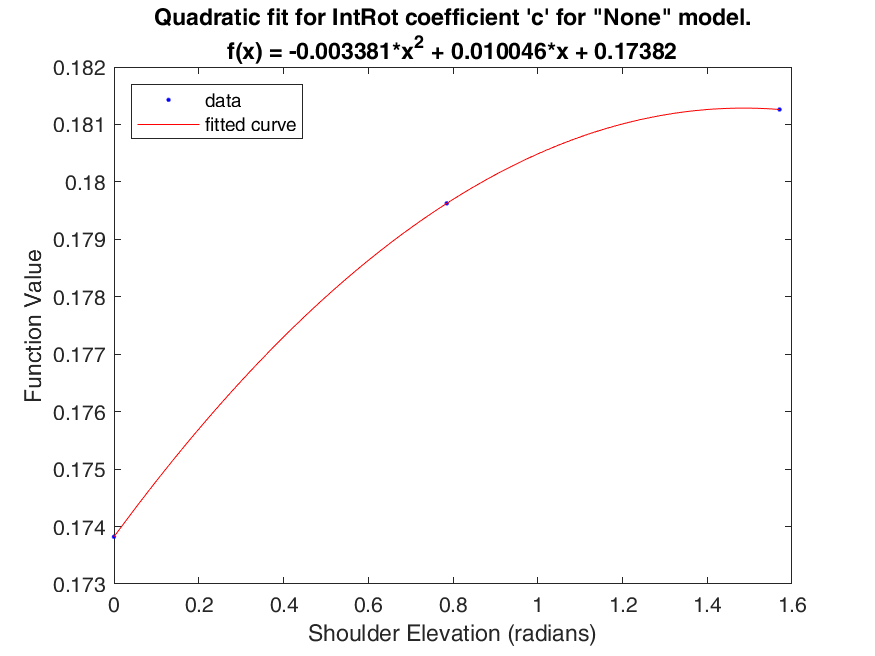 Quadratic fit for IntRot coefficient 'c' for "None" model.
f(x) = -0.003381*x² + 0.010046*x + 0.17382
data
fitted curve
0.182
0.181
0.18
0.179
0.178
0.177
0.176
0.175
0.174
0.173
Function Value
0 0.2 0.4 0.6 0.8 1 1.2 1.4 1.6
Shoulder Elevation (radians)